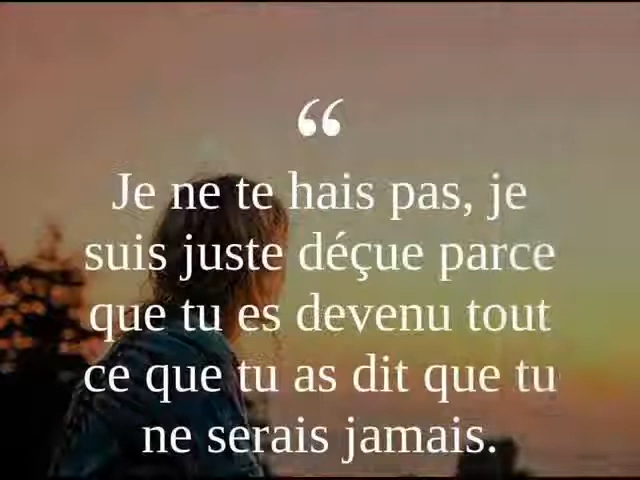 “
Je ne te hais pas, je
suis juste déçue parce
que tu es devenu tout
ce que tu as dit que tu
ne serais jamais.